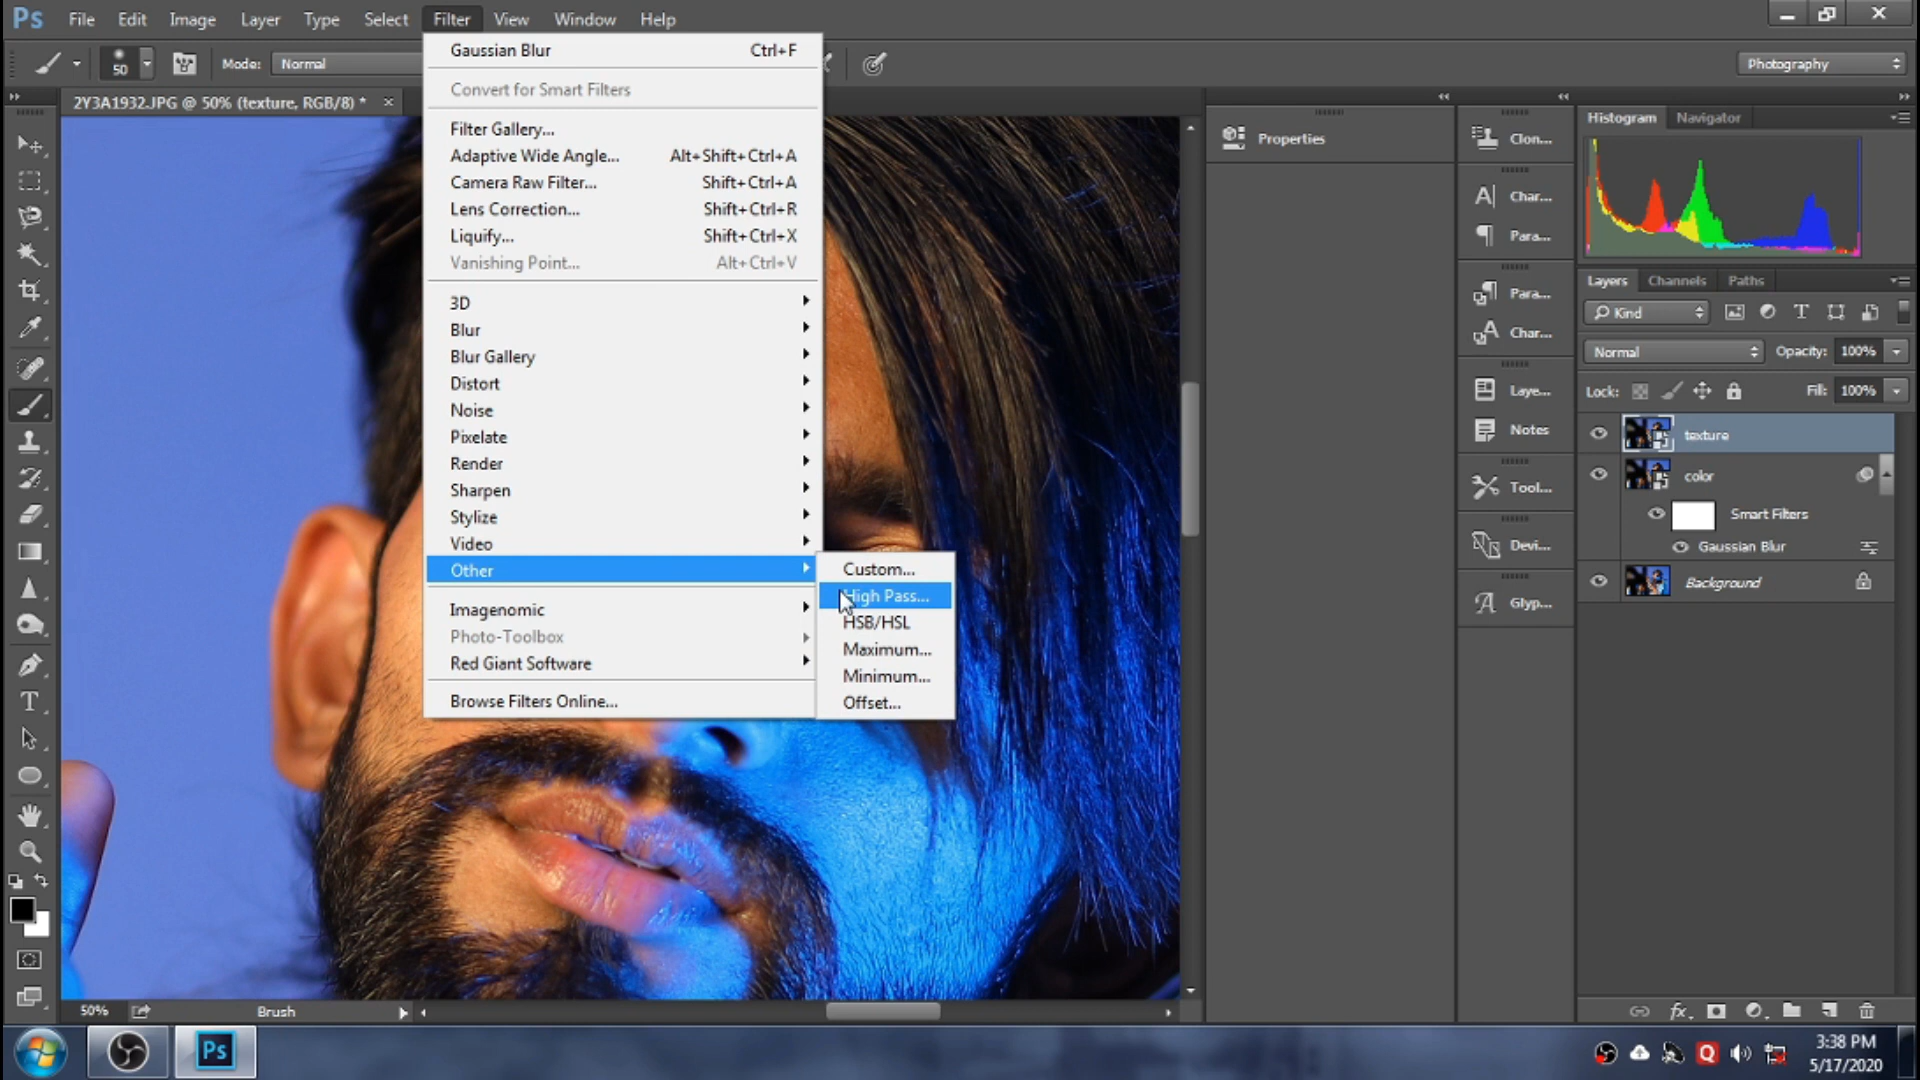 Ps File Edit Image Layer Type Select Filter View Window Help
50 Mode: Normal Photography
2Y3A1932.JPG @ 50% (texture, RGB/8) * ×
Gaussian Blur Ctrl+F
Convert for Smart Filters
Filter Gallery...
Adaptive Wide Angle... Alt+Shift+Ctrl+A
Camera Raw Filter... Shift+Ctrl+A
Lens Correction... Shift+Ctrl+R
Liquify... Shift+Ctrl+X
Vanishing Point... Alt+Ctrl+V
3D
Blur
Blur Gallery
Distort
Noise
Pixelate
Render
Sharpen
Stylize
Video
Other
Imagenomic
Photo-Toolbox
Red Giant Software
Browse Filters Online...
Custom...
High Pass...
HSB/HSL
Maximum...
Minimum...
Offset...
Properties
Clon...
Char...
Para...
Para...
Char...
Laye...
Notes
Tool...
Devi...
Glyp...
Histogram Navigator
Layers Channels Paths
Kind
Normal Opacity: 100%
Lock: Fill: 100%
texture
color
Smart Filters
Gaussian Blur
Background
fx
50% Brush
Ps
3:38 PM
5/17/2020